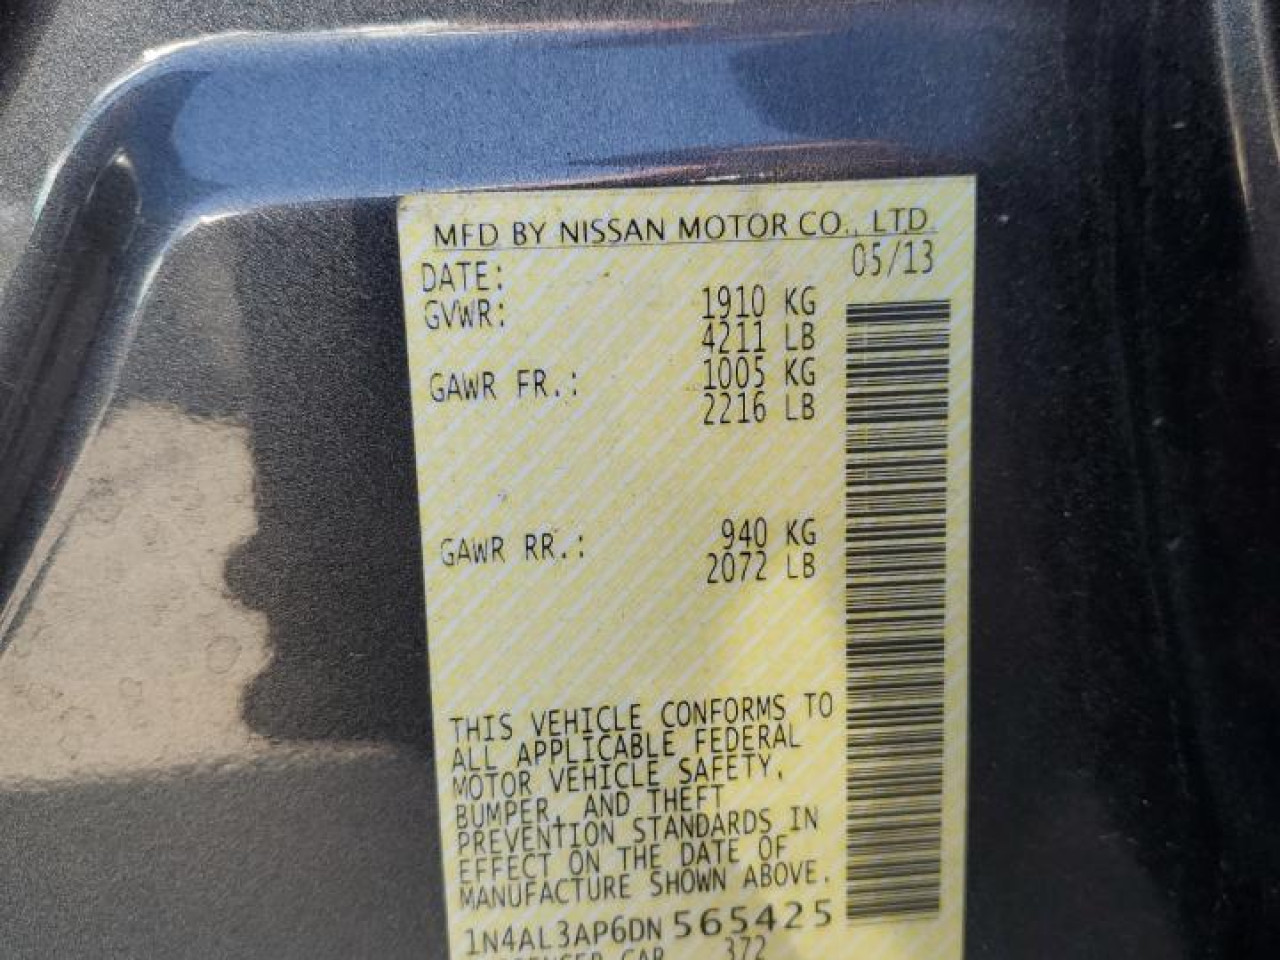 MFD BY NISSAN MOTOR CO., LTD.
DATE: 05/13
GVWR: 1910 KG
4211 LB
GAWR FR.: 1005 KG
2216 LB
GAWR RR.: 940 KG
2072 LB
THIS VEHICLE CONFORMS TO
ALL APPLICABLE FEDERAL
MOTOR VEHICLE SAFETY,
BUMPER, AND THEFT
PREVENTION STANDARDS IN
EFFECT ON THE DATE OF
MANUFACTURE SHOWN ABOVE.
1N4AL3AP6DN565425
CAR 372